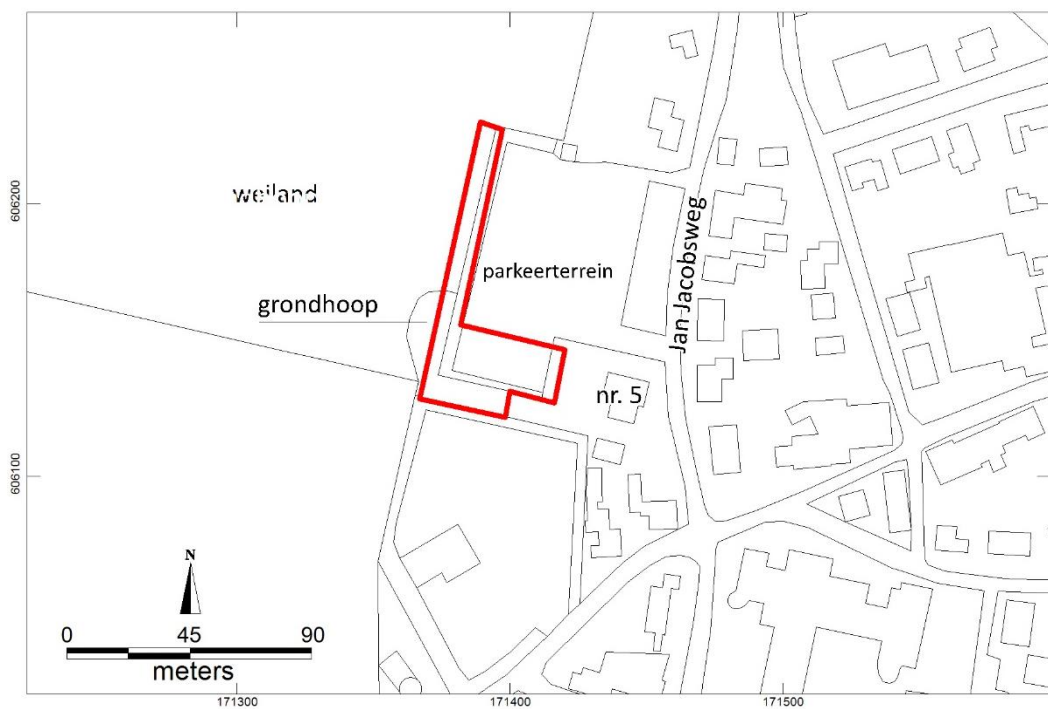 606200
weiland
parkeerterrein
Jan-Jacobsweg
grondhoop
nr. 5
606100
N
0 45 90
meters
171300 171400 171500